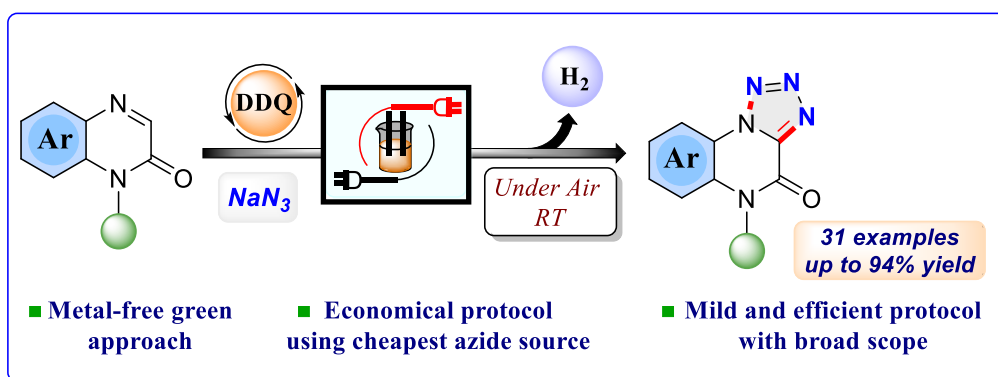 N
Ar
N
O
DDQ
NaN3
H2
Under Air
RT
N=N
N
N
Ar
N
O
31 examples
up to 94% yield
Metal-free green
approach
Economical protocol
using cheapest azide source
Mild and efficient protocol
with broad scope